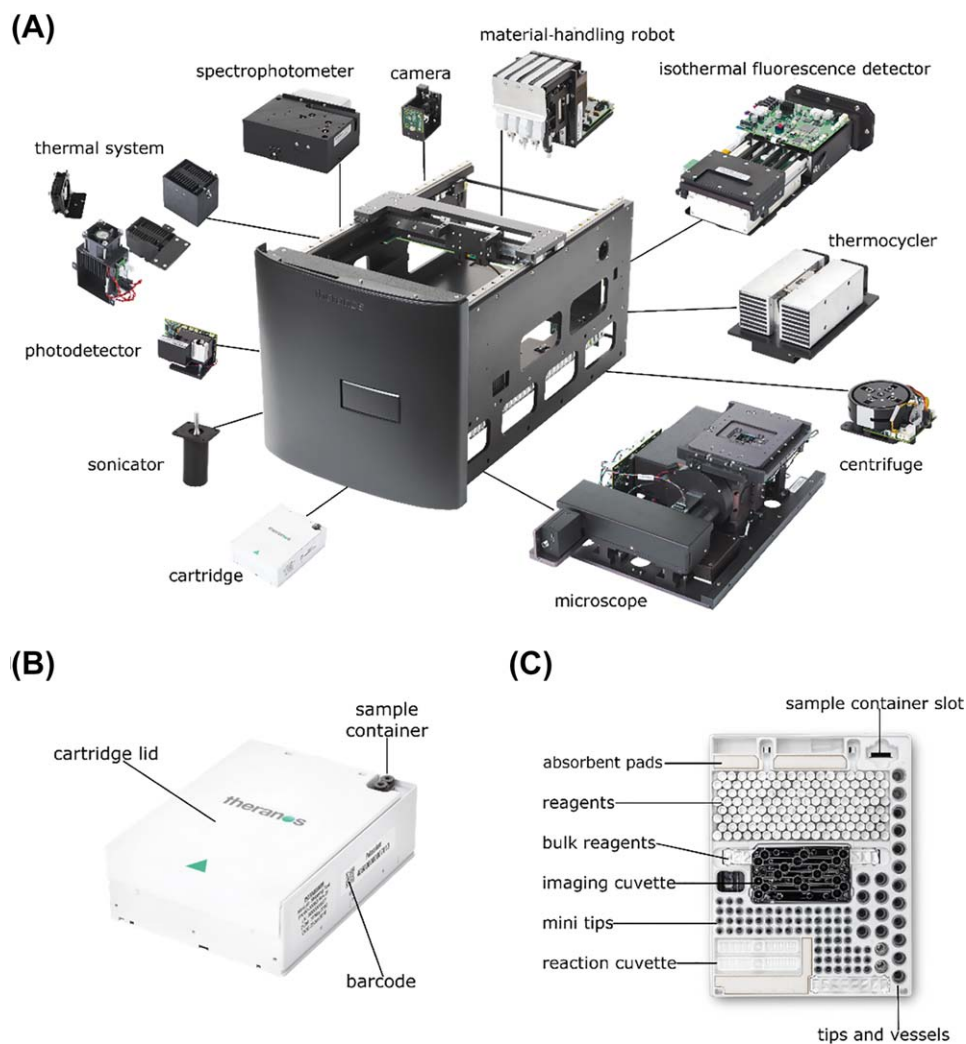 (A)
material-handling robot
spectrophotometer
camera
isothermal fluorescence detector
thermal system
thermocycler
theranos
photodetector
sonicator
centrifuge
theranos
cartridge
microscope
(B)
(C)
sample
container
sample container slot
cartridge lid
absorbent pads
theranos
reagents
bulk reagents
imaging cuvette
mini tips
reaction cuvette
barcode
tips and vessels